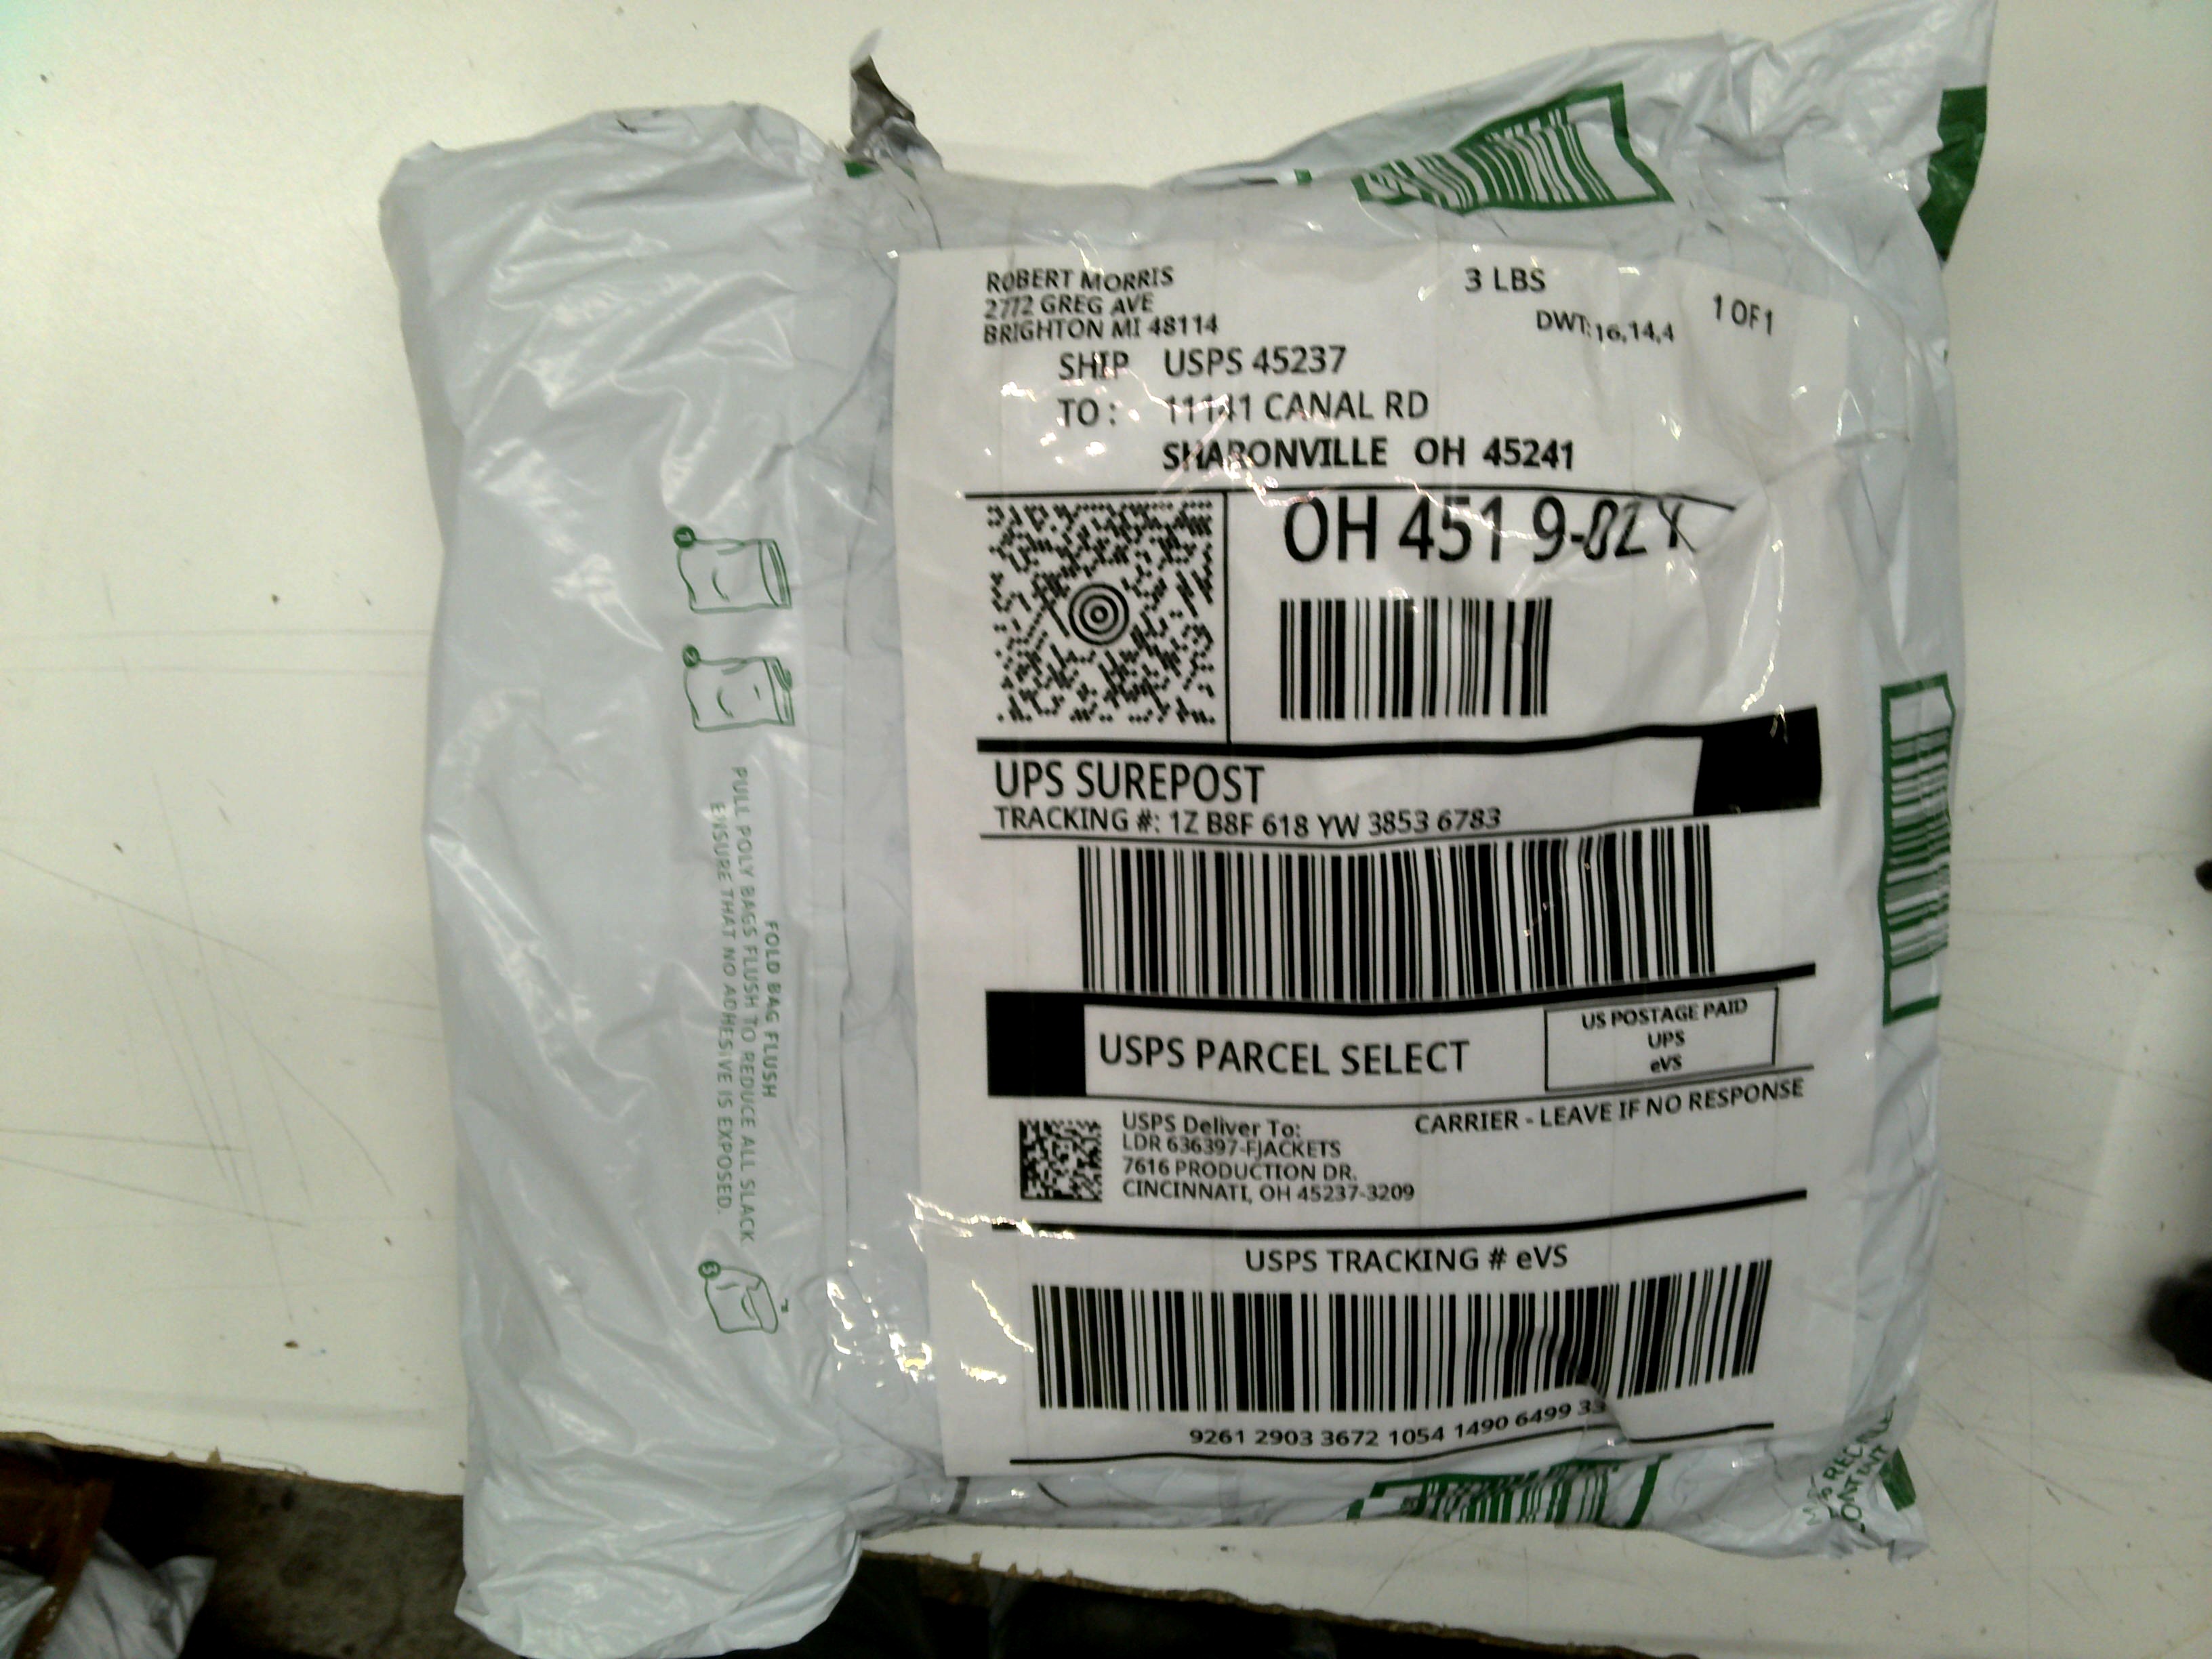 ROBERT MORRIS
2772 GREG AVE
BRIGHTON MI 48114
3 LBS
DWT: 16,14,4
1 OF 1
SHIP USPS 45237
TO : 11141 CANAL RD
SHARONVILLE OH 45241
OH 451 9-02
UPS SUREPOST
TRACKING #: 1Z B8F 618 YW 3853 6783
USPS PARCEL SELECT
US POSTAGE PAID
UPS
eVS
CARRIER - LEAVE IF NO RESPONSE
USPS Deliver To:
LDR 636397-FJACKETS
7616 PRODUCTION DR.
CINCINNATI, OH 45237-3209
USPS TRACKING # eVS
9261 2903 3672 1054 1490 6499 33
1
2
3
FOLD BAG FLUSH
PULL POLY BAGS FLUSH TO REDUCE ALL SLACK
ENSURE THAT NO ADHESIVE IS EXPOSED.